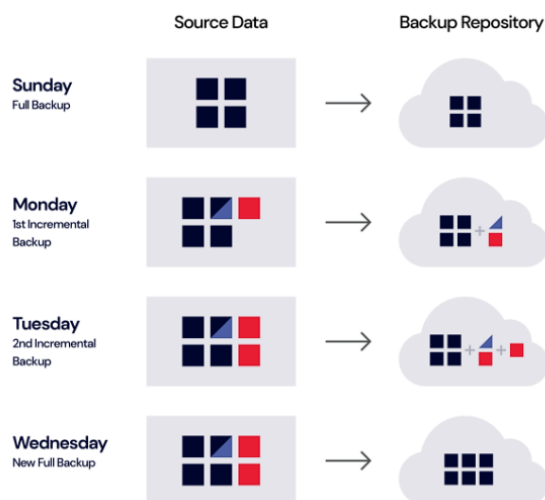 Source Data
Backup Repository
Sunday
Full Backup
Monday
1st Incremental
Backup
+
Tuesday
2nd Incremental
Backup
+ +
Wednesday
New Full Backup